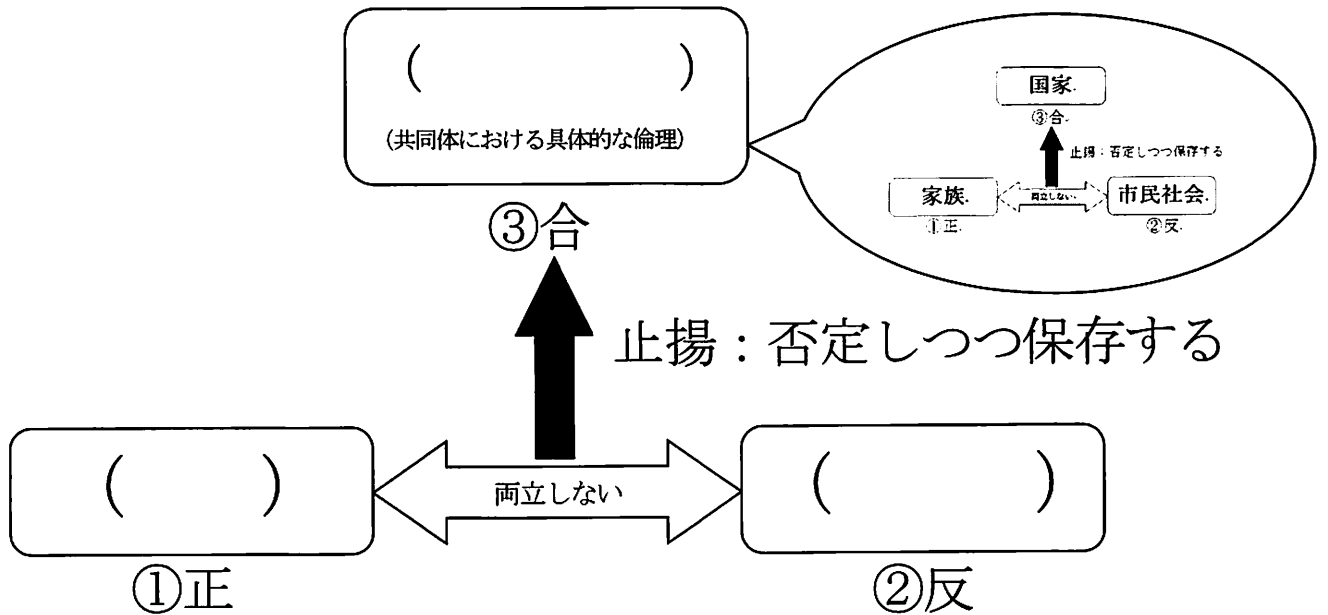 (　　　　)
(共同体における具体的な倫理)
③合
国家.
③合.
止揚：否定しつつ保存する
家族.
両立しない.
市民社会.
①正.
②反.
止揚：否定しつつ保存する
(　　)
両立しない
(　　　)
①正
②反